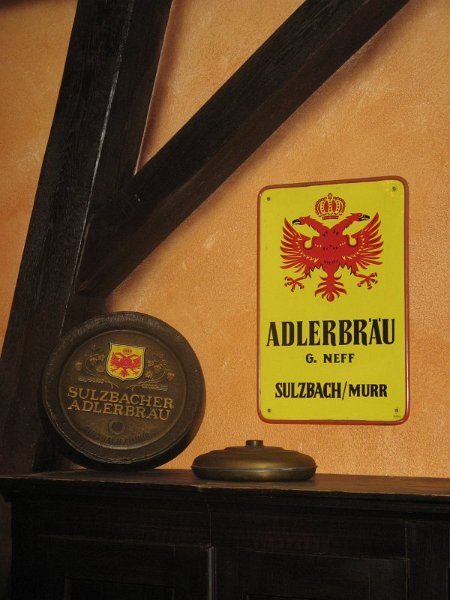 SULZBACHER
ADLERBRÄU
ADLERBRÄU
G. NEFF
SULZBACH/MURR